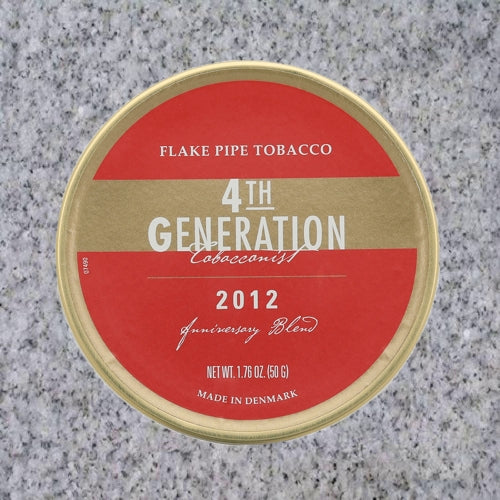 FLAKE PIPE TOBACCO
4TH
GENERATION
Tobacconist
2012
Anniversary Blend
NET WT. 1.76 OZ. (50 G)
MADE IN DENMARK